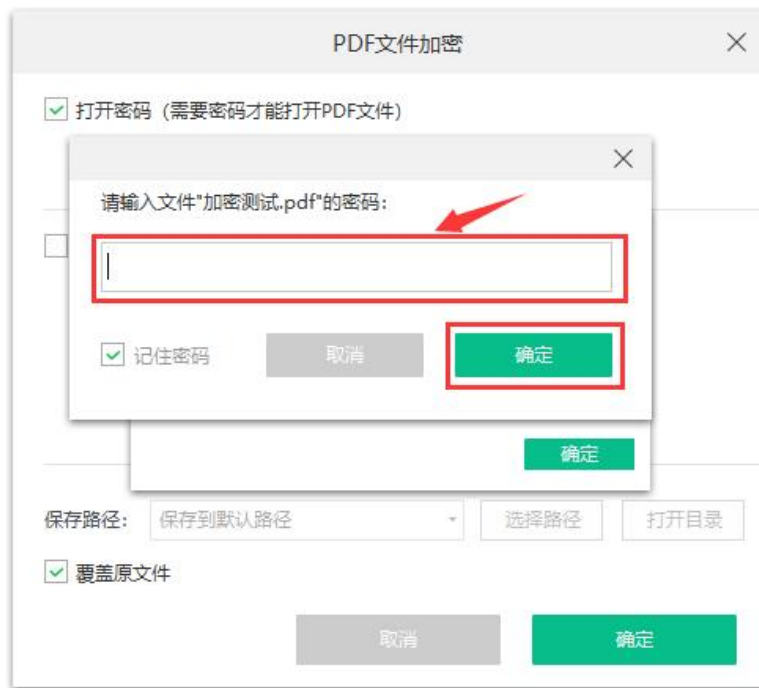 PDF文件加密
打开密码 (需要密码才能打开PDF文件)
请输入文件"加密测试.pdf"的密码:
记住密码 取消 确定
确定
保存路径: 保存到默认路径 选择路径 打开目录
覆盖原文件
取消 确定